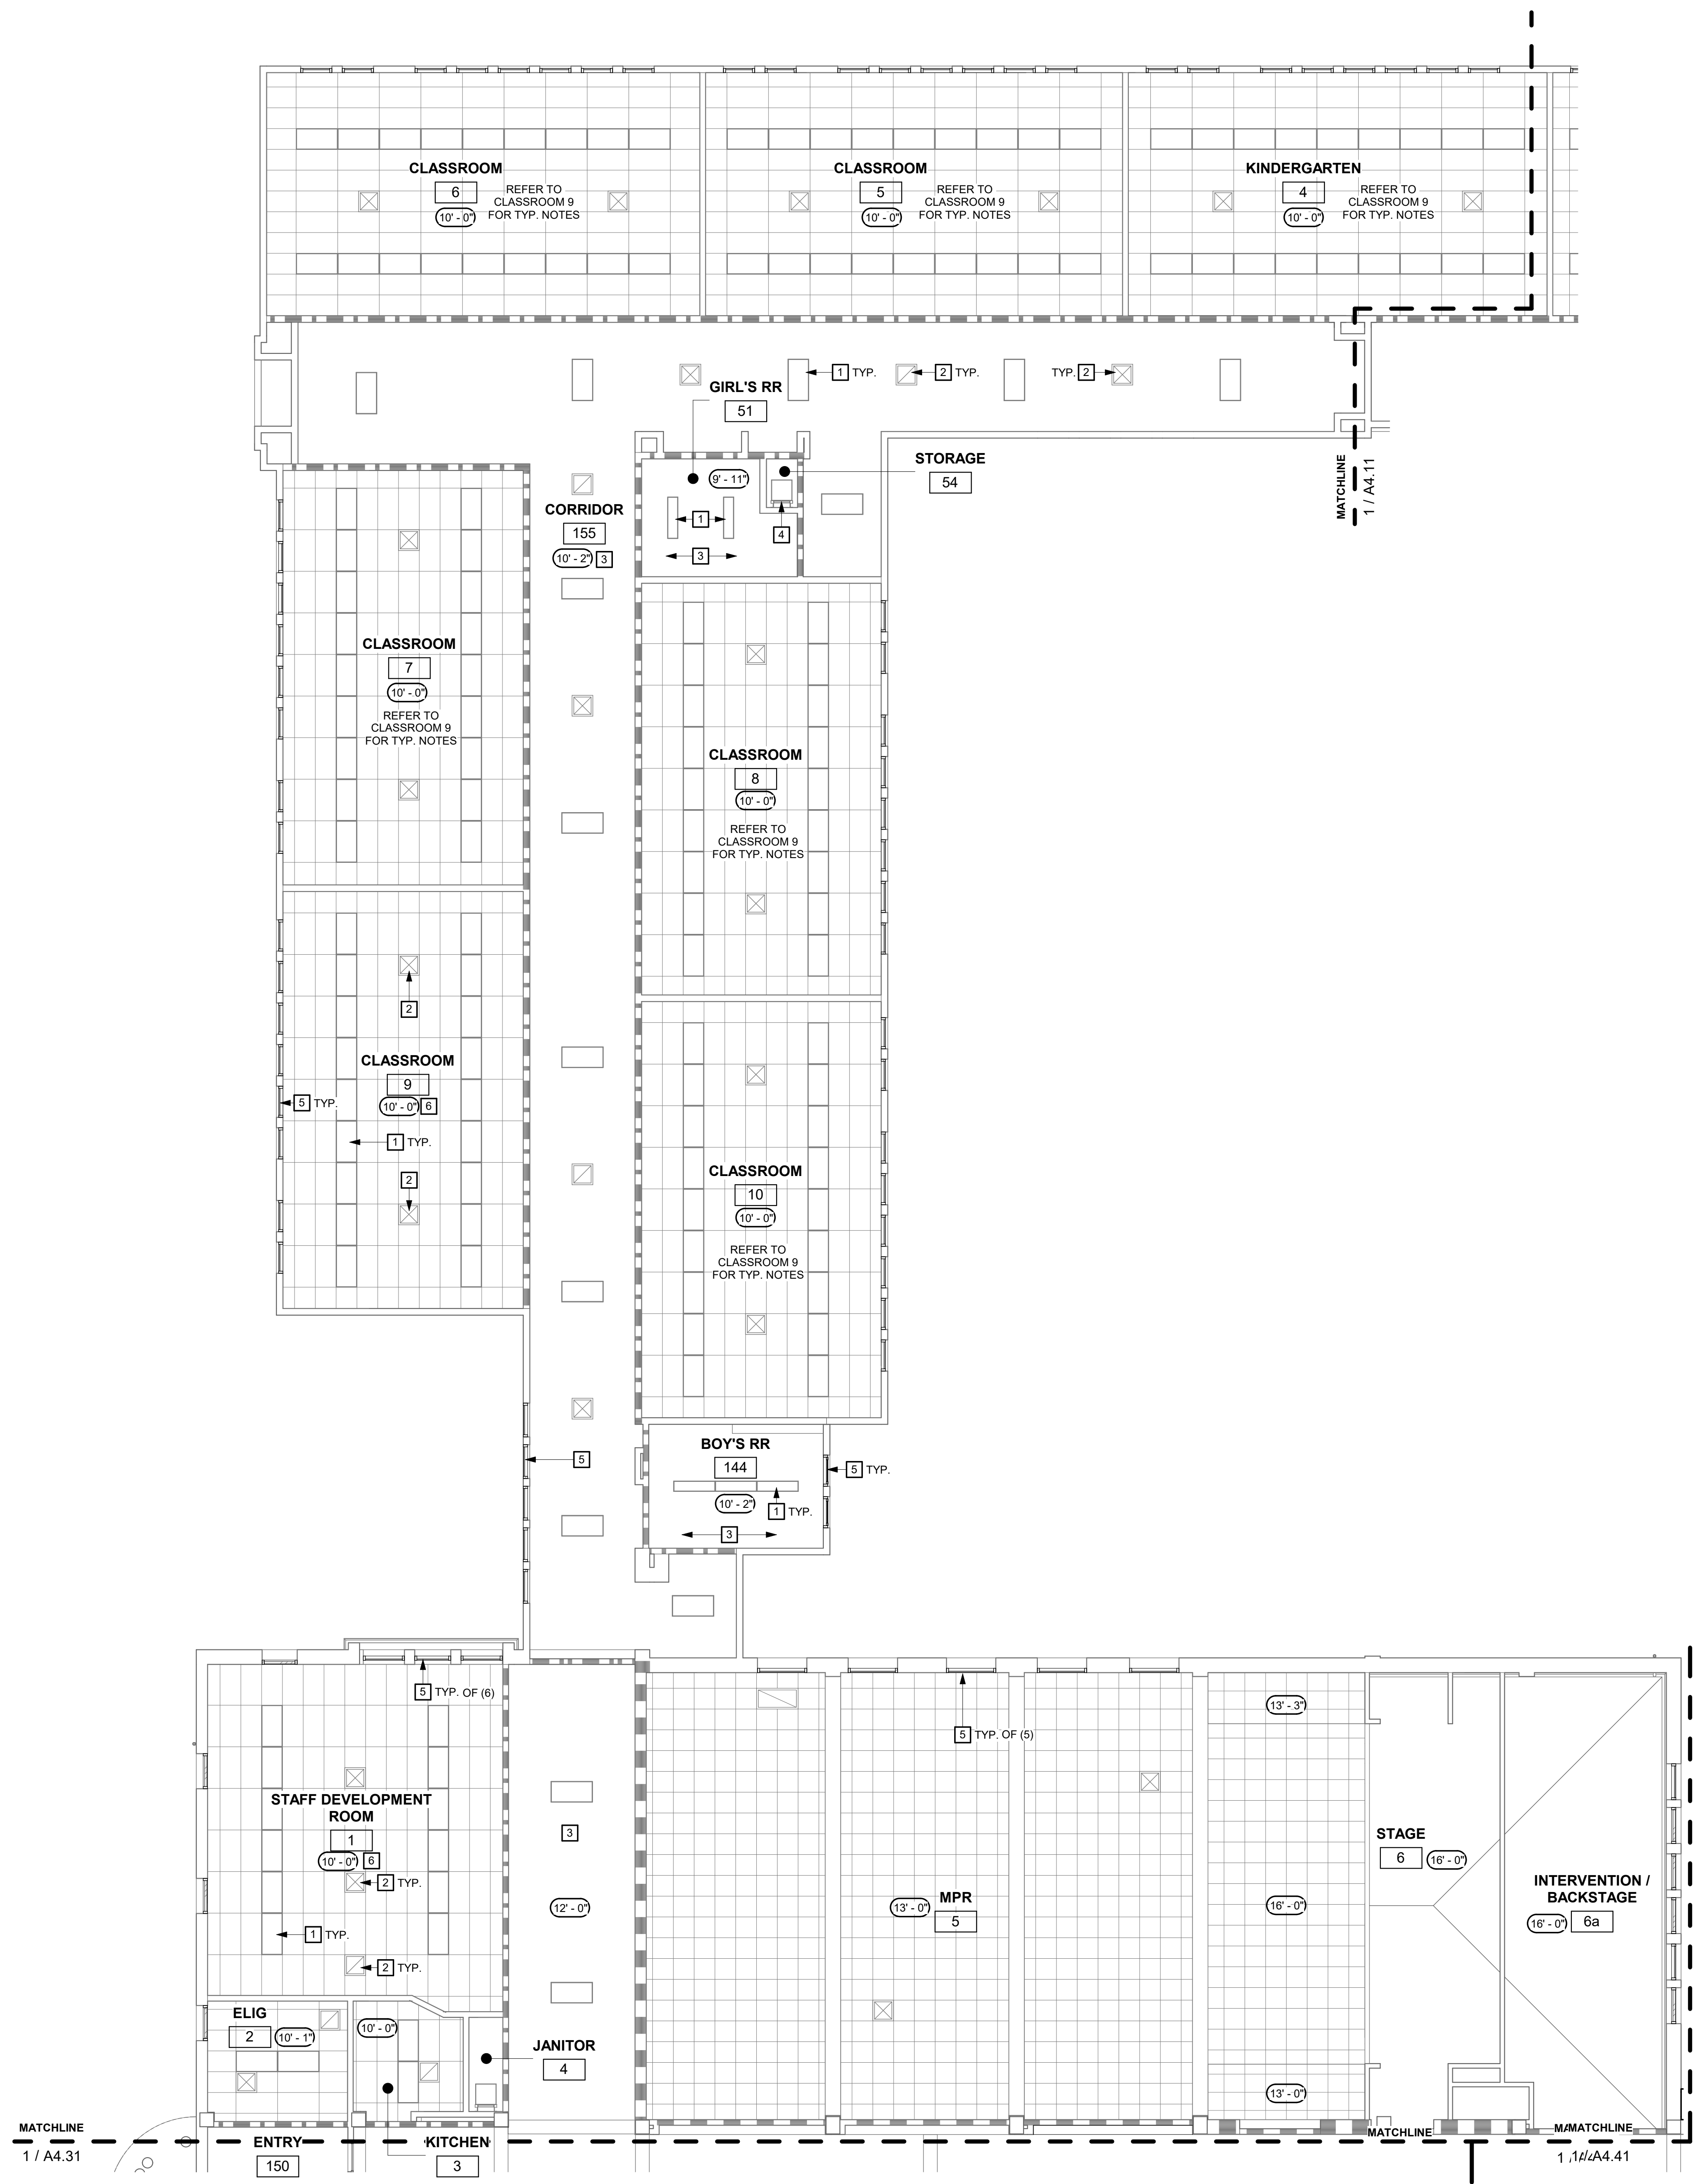 CLASSROOM
6
10' - 0"
REFER TO
CLASSROOM 9
FOR TYP. NOTES
CLASSROOM
5
10' - 0"
REFER TO
CLASSROOM 9
FOR TYP. NOTES
KINDERGARTEN
4
10' - 0"
REFER TO
CLASSROOM 9
FOR TYP. NOTES
1 TYP.
2 TYP.
TYP. 2
GIRL'S RR
51
9' - 11"
1
3
4
STORAGE
54
MATCHLINE
1 / A4.11
CORRIDOR
155
10' - 2" 3
CLASSROOM
7
10' - 0"
REFER TO
CLASSROOM 9
FOR TYP. NOTES
CLASSROOM
8
10' - 0"
REFER TO
CLASSROOM 9
FOR TYP. NOTES
2
CLASSROOM
9
10' - 0" 6
5 TYP.
1 TYP.
2
CLASSROOM
10
10' - 0"
REFER TO
CLASSROOM 9
FOR TYP. NOTES
5
BOY'S RR
144
10' - 2"
1 TYP.
3
5 TYP.
5 TYP. OF (6)
5 TYP. OF (5)
13' - 3"
STAFF DEVELOPMENT
ROOM
1
10' - 0" 6
2 TYP.
1 TYP.
2 TYP.
3
12' - 0"
MPR
13' - 0"
5
16' - 0"
STAGE
6 16' - 0"
INTERVENTION /
BACKSTAGE
16' - 0" 6a
ELIG
2 10' - 1"
10' - 0"
JANITOR
4
13' - 0"
MATCHLINE
1 / A4.31
ENTRY
150
KITCHEN
3
MATCHLINE
MATCHLINE
A4.41